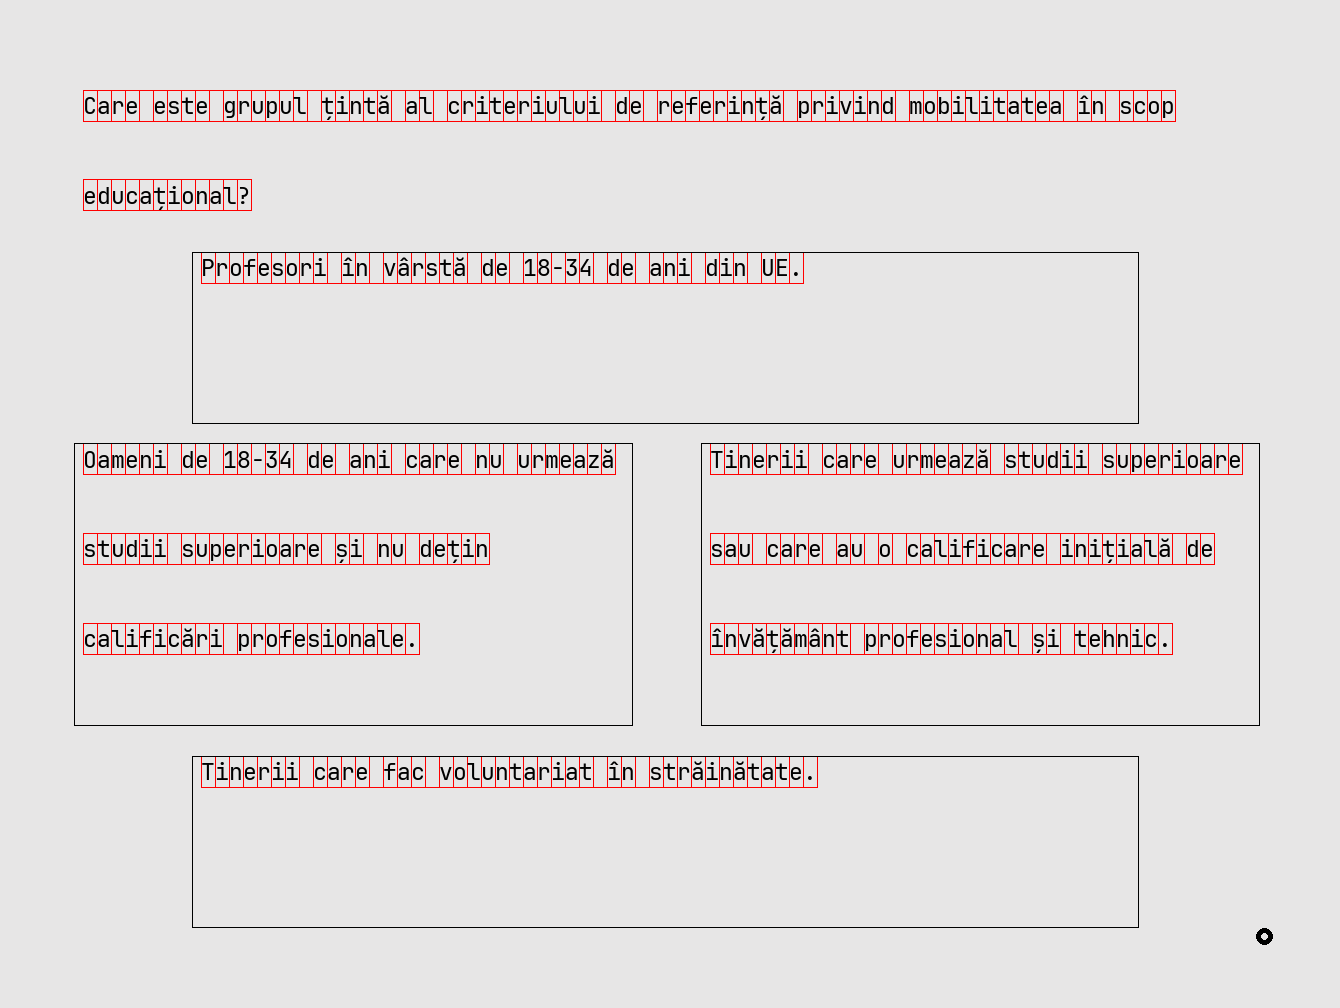 Care este grupul țintă al criteriului de referință privind mobilitatea în scop
educațional?
Profesori în vârstă de 18-34 de ani din UE.
Oameni de 18-34 de ani care nu urmează
studii superioare și nu dețin
calificări profesionale.
Tinerii care urmează studii superioare
sau care au o calificare inițială de
învățământ profesional și tehnic.
Tinerii care fac voluntariat în străinătate.